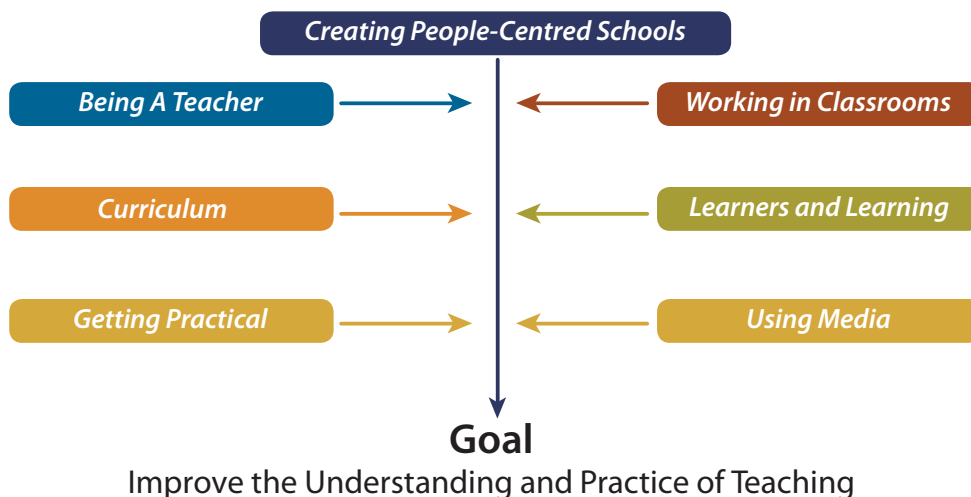 Creating People-Centred Schools
Being A Teacher
Working in Classrooms
Curriculum
Learners and Learning
Getting Practical
Using Media
Goal
Improve the Understanding and Practice of Teaching